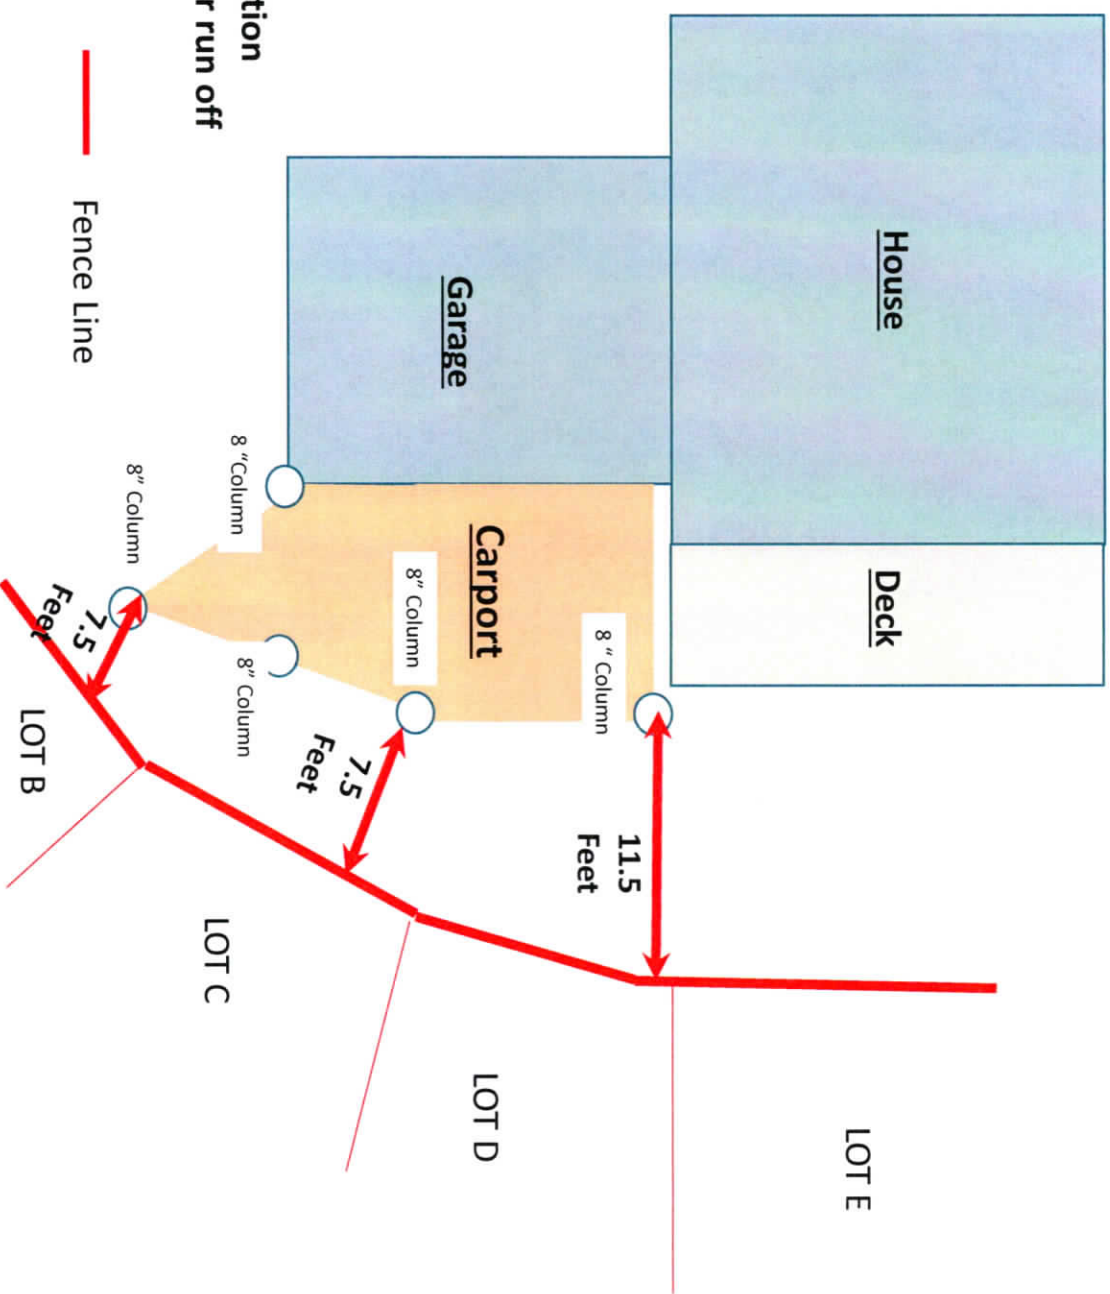 House
Deck
LOT E
11.5
Feet
8 " Column
Carport
LOT D
Garage
8" Column
7.5
Feet
8" Column
LOT C
8 "Column
tion
r run off
8" Column
7.5
Feet
Fence Line
LOT B